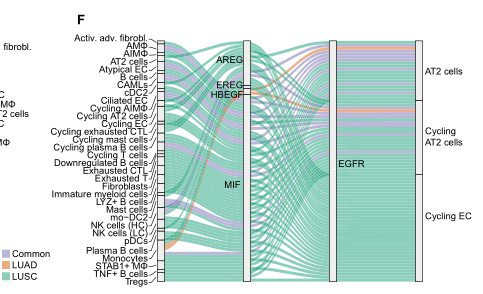 F
fibrobl.
C
MΦ
T2 cells
C
MΦ
Activ. adv. fibrobl.
AMΦ
AIMΦ
AT2 cells
Atypical EC
B cells
CAMLs
cDC2
Ciliated EC
Cycling AIMΦ
Cycling AT2 cells
Cycling EC
Cycling exhausted CTL
Cycling mast cells
Cycling plasma B cells
Cycling T cells
Downregulated B cells
Exhausted CTL
Exhausted T
Fibroblasts
Immature myeloid cells
LYZ+ B cells
Mast cells
mo−DC2
NK cells (HC)
NK cells (LC)
pDCs
Plasma B cells
Monocytes
STAB1+ MΦ
TNF+ B cells
Tregs
AREG
EREG
HBEGF
MIF
EGFR
AT2 cells
Cycling
AT2 cells
Cycling EC
Common
LUAD
LUSC